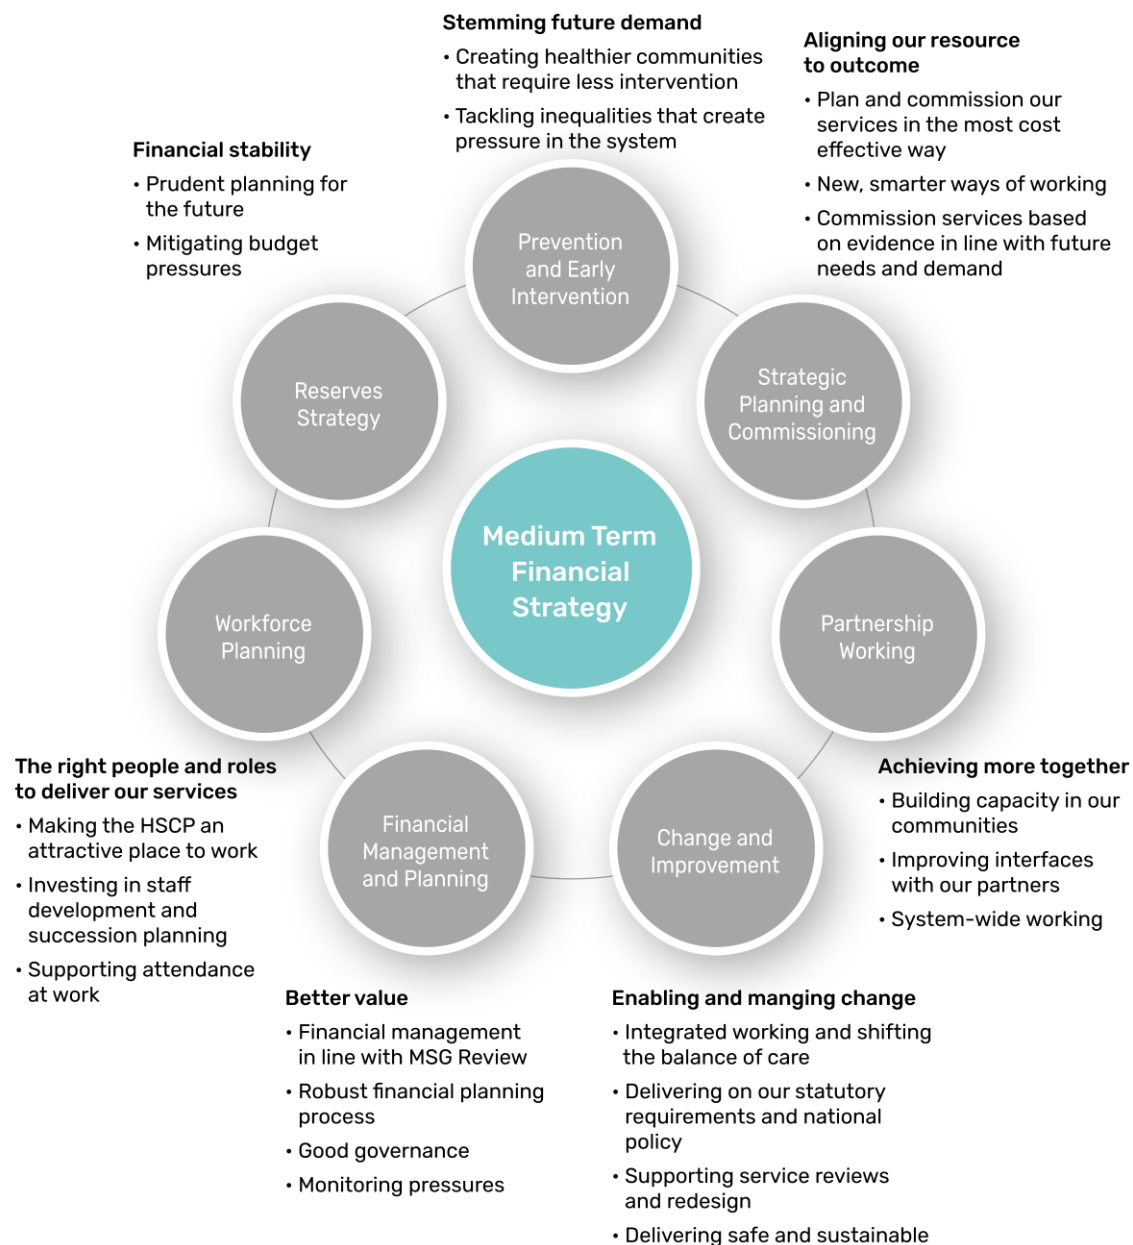 Stemming future demand
• Creating healthier communities
that require less intervention
• Tackling inequalities that create
pressure in the system
Aligning our resource
to outcome
• Plan and commission our
services in the most cost
effective way
• New, smarter ways of working
• Commission services based
on evidence in line with future
needs and demand
Financial stability
• Prudent planning for
the future
• Mitigating budget
pressures
Prevention
and Early
Intervention
Reserves
Strategy
Strategic
Planning and
Commissioning
Medium Term
Financial
Strategy
Workforce
Planning
Partnership
Working
Financial
Management
and Planning
Change and
Improvement
The right people and roles
to deliver our services
• Making the HSCP an
attractive place to work
• Investing in staff
development and
succession planning
• Supporting attendance
at work
Achieving more together
• Building capacity in our
communities
• Improving interfaces
with our partners
• System-wide working
Better value
• Financial management
in line with MSG Review
• Robust financial planning
process
• Good governance
• Monitoring pressures
Enabling and manging change
• Integrated working and shifting
the balance of care
• Delivering on our statutory
requirements and national
policy
• Supporting service reviews
and redesign
• Delivering safe and sustainable